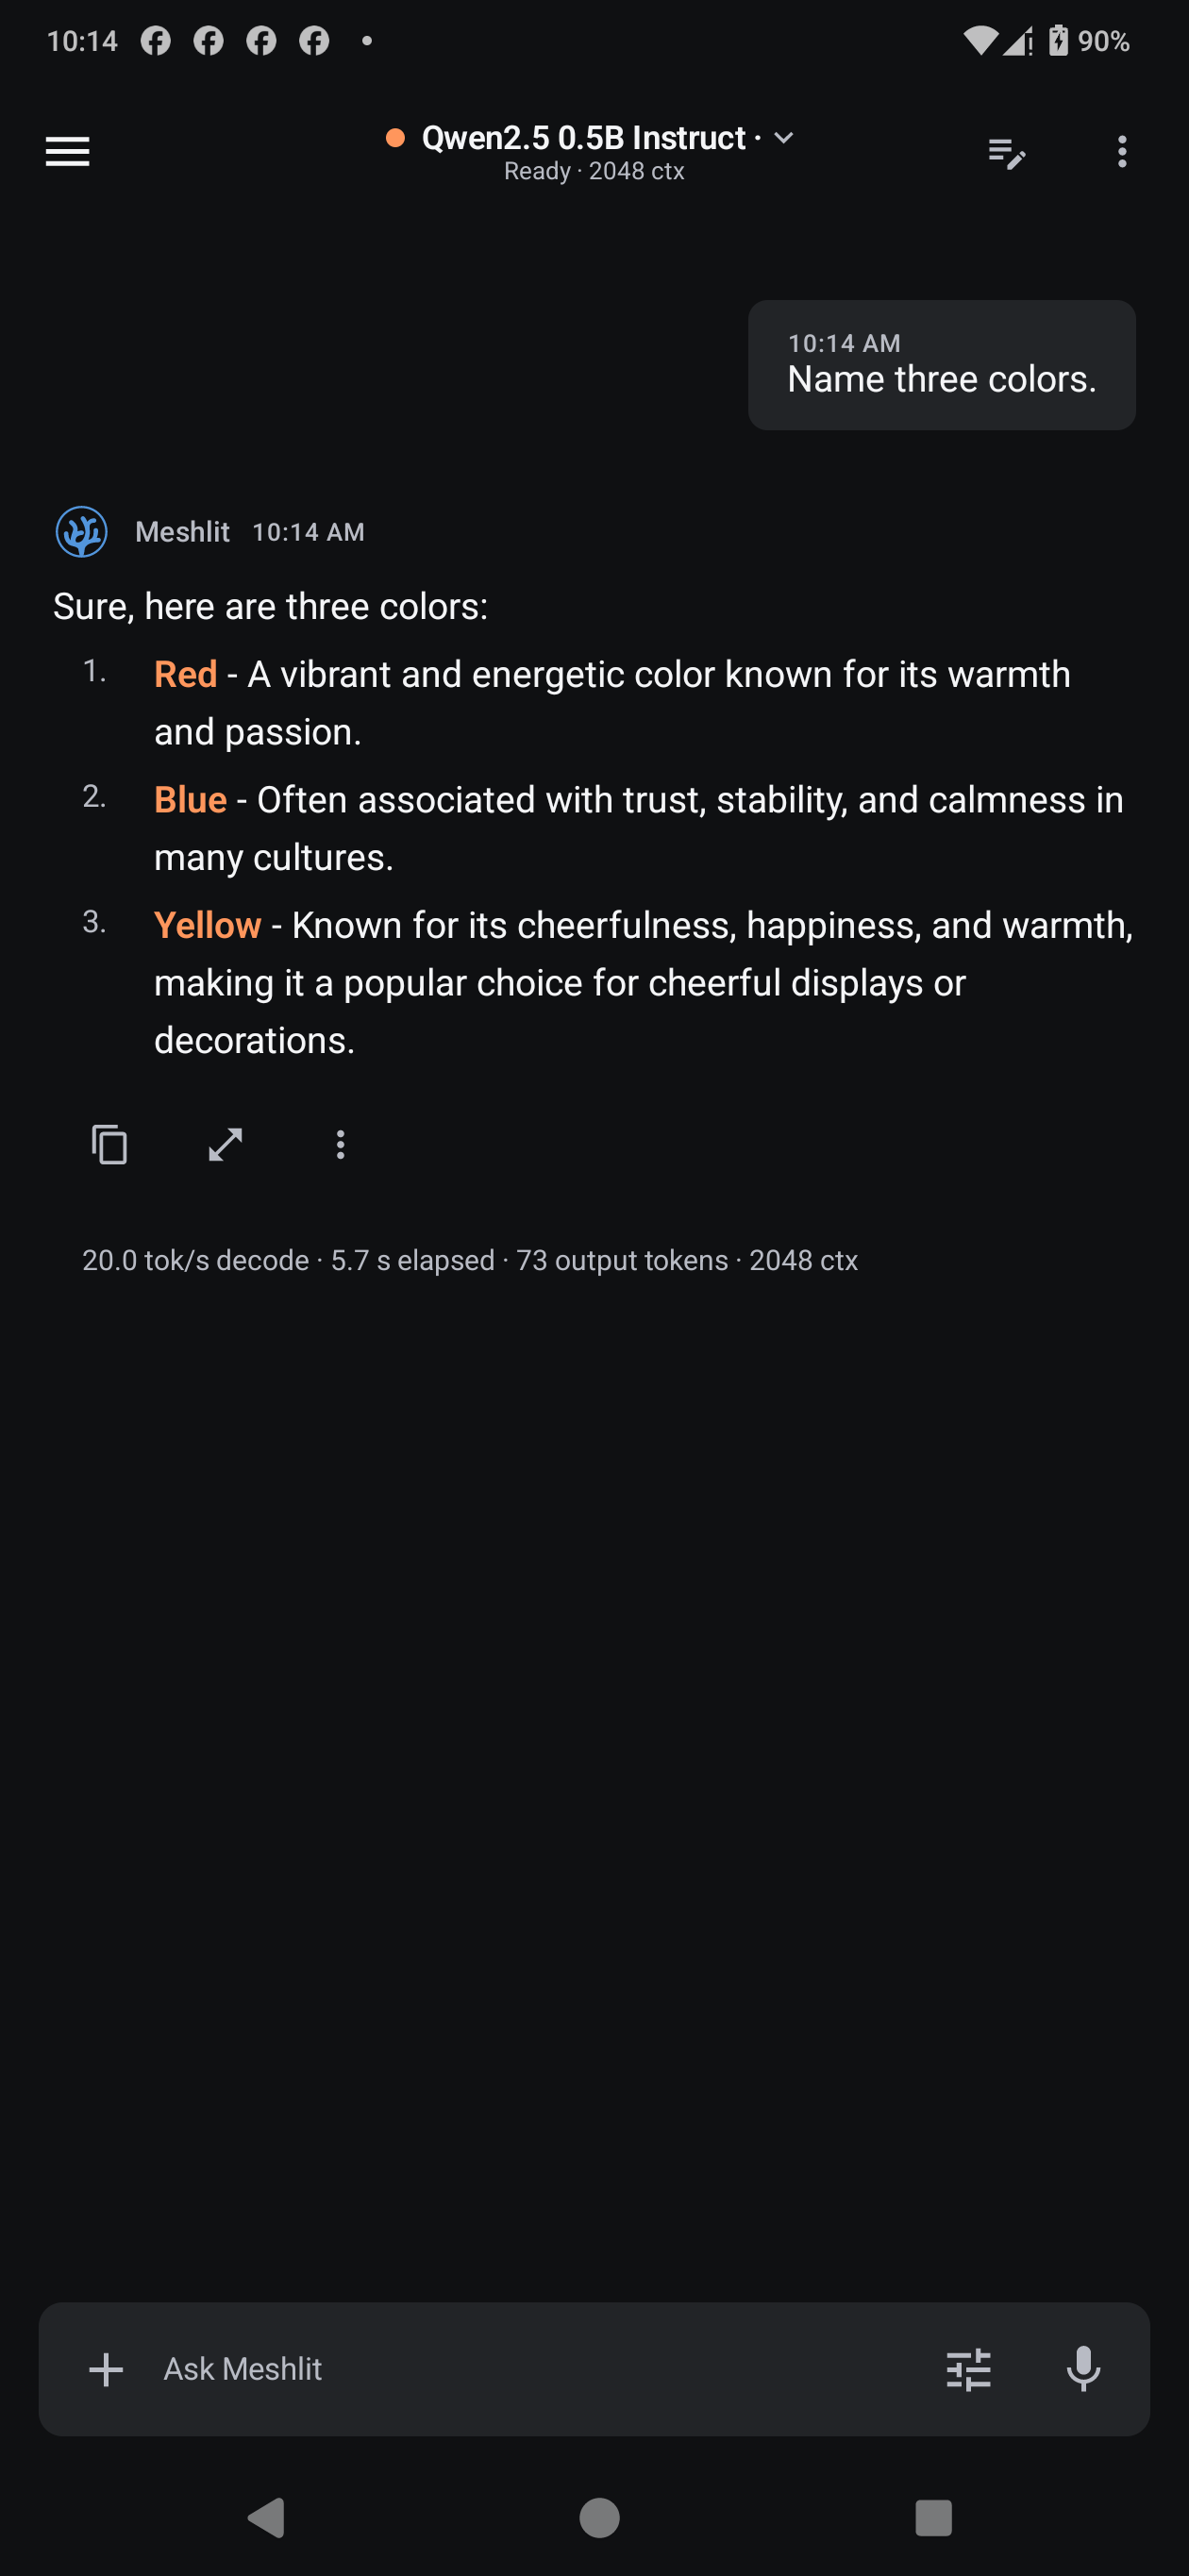 10:14
90%
Qwen2.5 0.5B Instruct ·
Ready · 2048 ctx
10:14 AM
Name three colors.
Meshlit 10:14 AM
Sure, here are three colors:
1. Red - A vibrant and energetic color known for its warmth
and passion.
2. Blue - Often associated with trust, stability, and calmness in
many cultures.
3. Yellow - Known for its cheerfulness, happiness, and warmth,
making it a popular choice for cheerful displays or
decorations.
20.0 tok/s decode · 5.7 s elapsed · 73 output tokens · 2048 ctx
Ask Meshlit